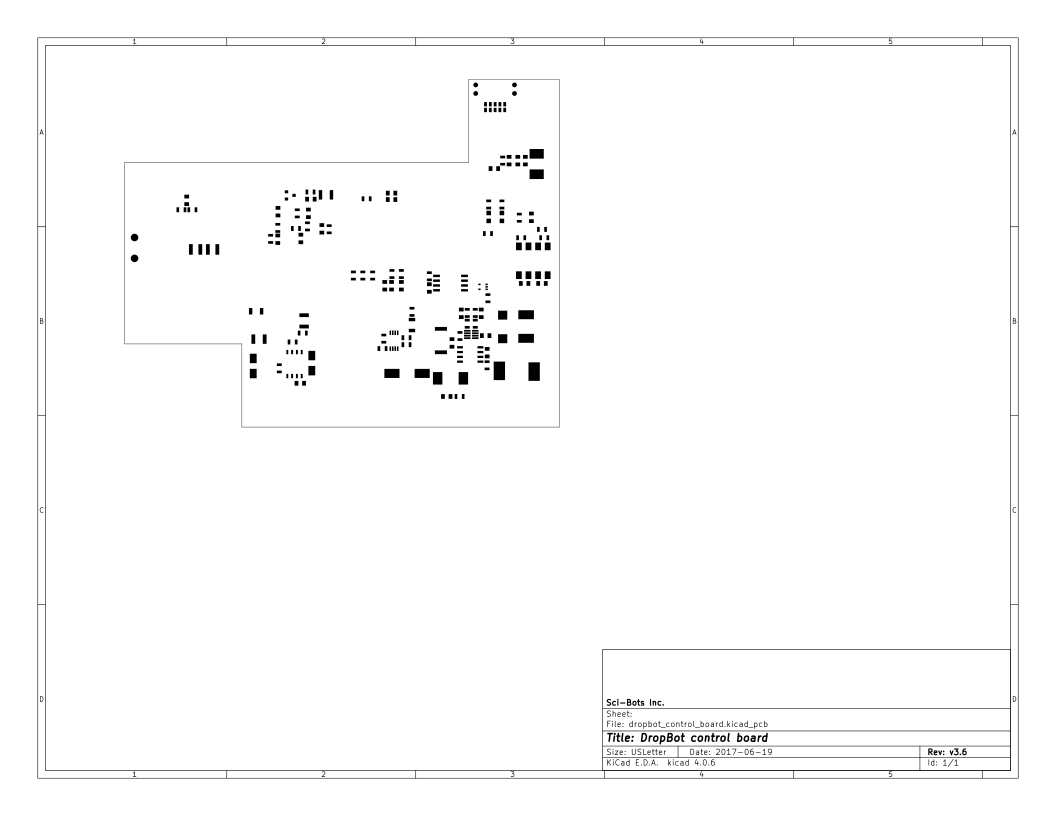 1 2 3 4 5
A A
B B
C C
D D
Sci-Bots Inc.
Sheet:
File: dropbot_control_board.kicad_pcb
Title: DropBot control board
Size: USLetter Date: 2017-06-19 Rev: v3.6
KiCad E.D.A. kicad 4.0.6 Id: 1/1
1 2 3 4 5